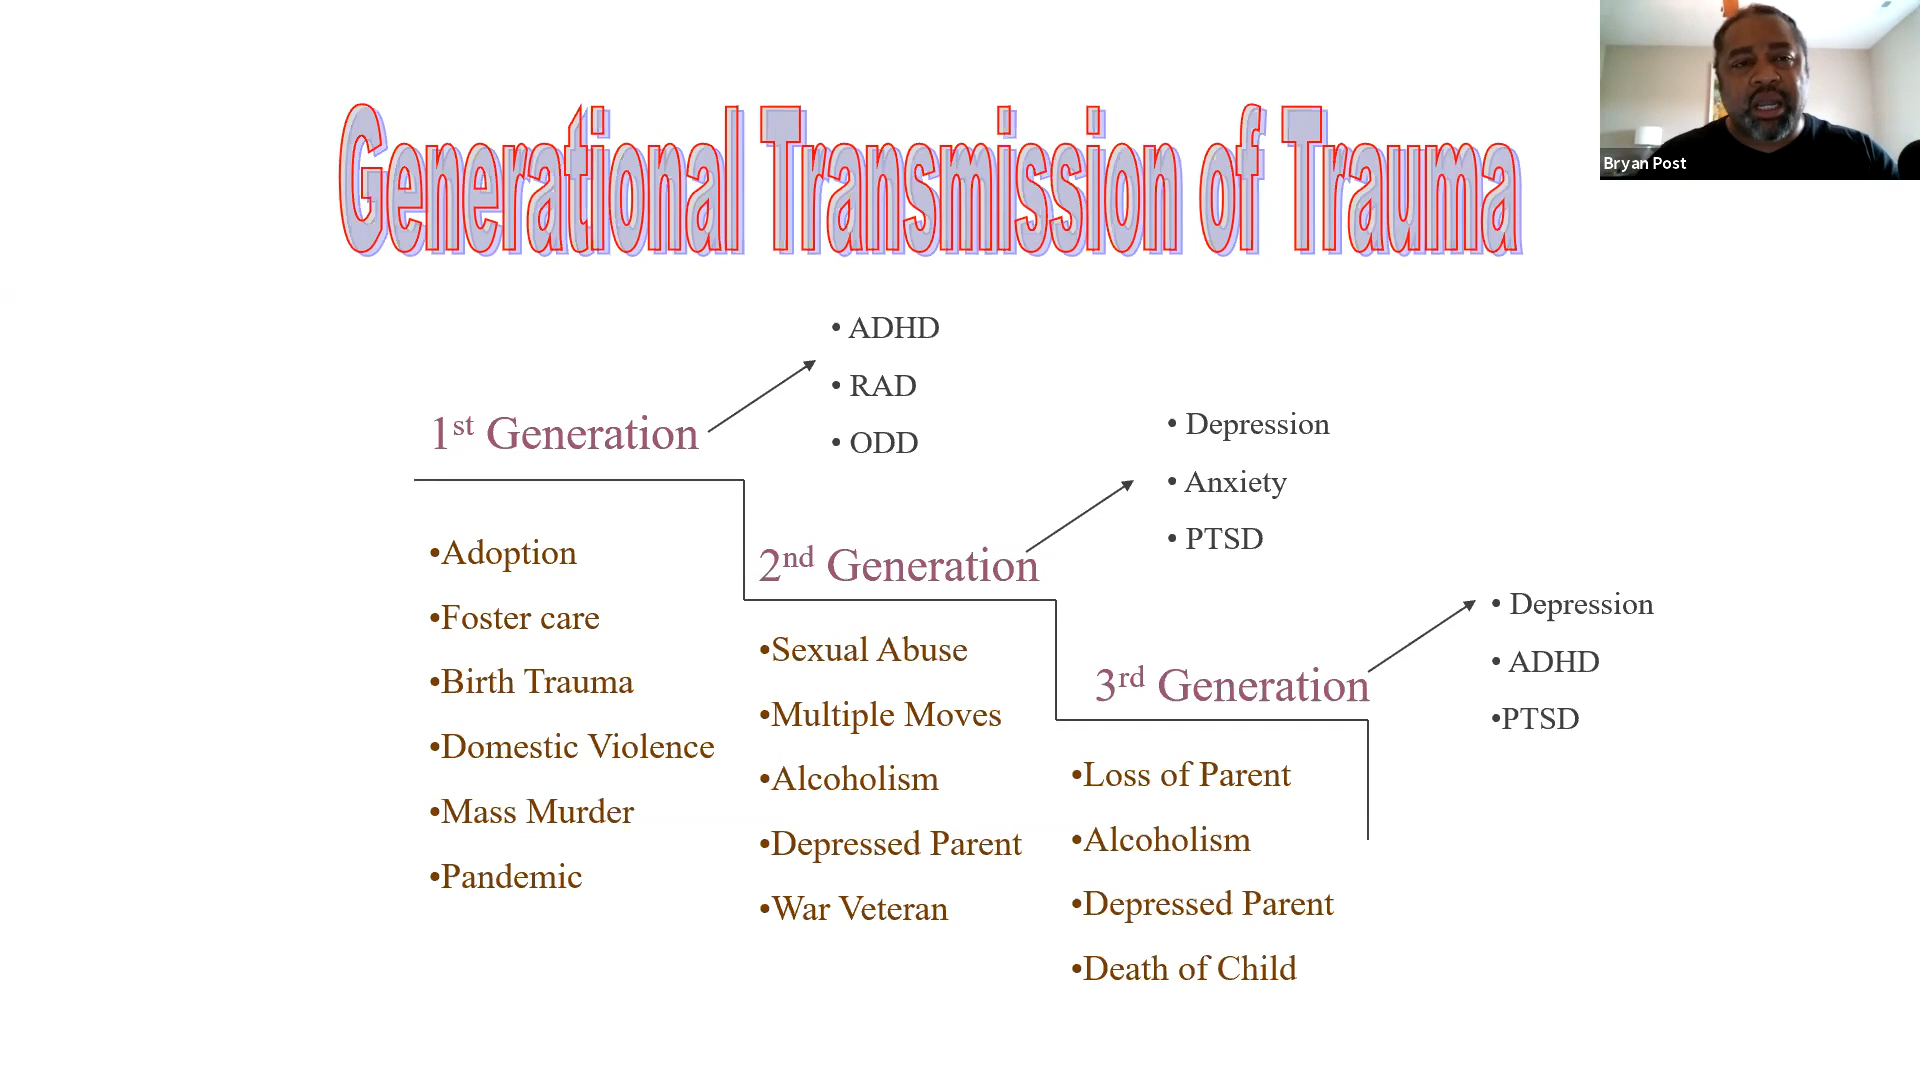 Bryan Post
Generational Transmission of Trauma
1st Generation
• ADHD
• RAD
• ODD
•Adoption
•Foster care
•Birth Trauma
•Domestic Violence
•Mass Murder
•Pandemic
2nd Generation
• Depression
• Anxiety
• PTSD
•Sexual Abuse
•Multiple Moves
•Alcoholism
•Depressed Parent
•War Veteran
3rd Generation
• Depression
• ADHD
•PTSD
•Loss of Parent
•Alcoholism
•Depressed Parent
•Death of Child